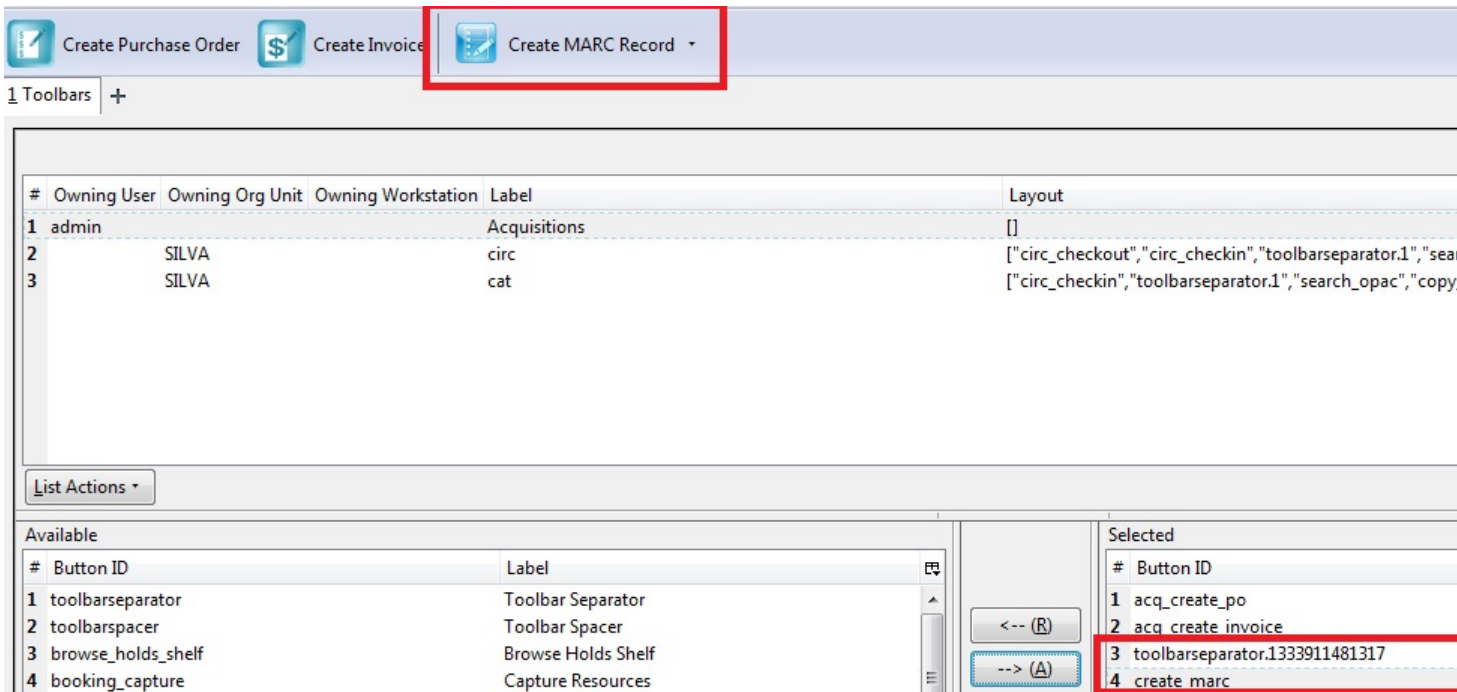 Create Purchase Order Create Invoice Create MARC Record
1 Toolbars +
# Owning User Owning Org Unit Owning Workstation Label Layout
1 admin Acquisitions []
2 SILVA circ ["circ_checkout","circ_checkin","toolbarseparator.1","sear
3 SILVA cat ["circ_checkin","toolbarseparator.1","search_opac","copy_
List Actions
Available
# Button ID Label
1 toolbarseparator Toolbar Separator
2 toolbarspacer Toolbar Spacer
3 browse_holds_shelf Browse Holds Shelf
4 booking_capture Capture Resources
<-- (R)
--> (A)
Selected
# Button ID
1 acq_create_po
2 acq_create_invoice
3 toolbarseparator.1333911481317
4 create_marc